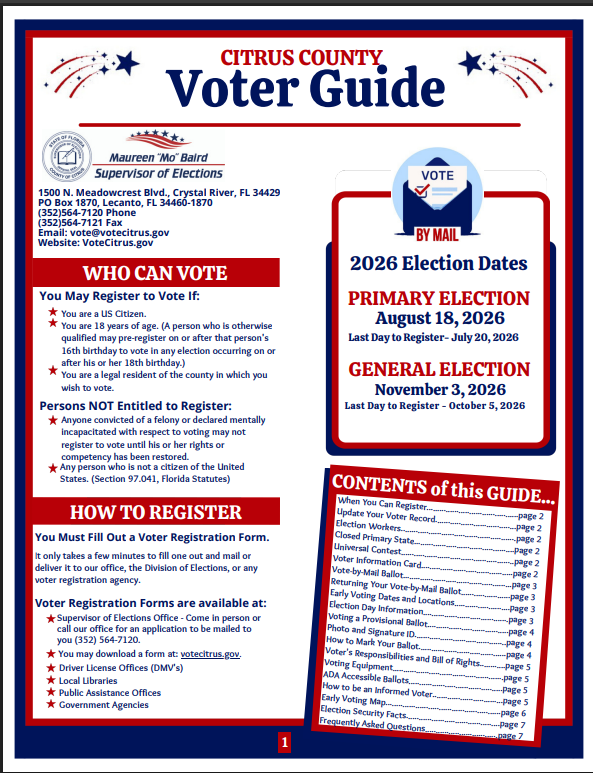 CITRUS COUNTY
Voter Guide
Maureen "Mo" Baird
Supervisor of Elections
1500 N. Meadowcrest Blvd., Crystal River, FL 34429
PO Box 1870, Lecanto, FL 34460-1870
(352)564-7120 Phone
(352)564-7121 Fax
Email: vote@votecitrus.gov
Website: VoteCitrus.gov
WHO CAN VOTE
You May Register to Vote If:
You are a US Citizen.
You are 18 years of age. (A person who is otherwise
qualified may pre-register on or after that person's
16th birthday to vote in any election occurring on or
after his or her 18th birthday.)
You are a legal resident of the county in which you
wish to vote.
Persons NOT Entitled to Register:
Anyone convicted of a felony or declared mentally
incapacitated with respect to voting may not
register to vote until his or her rights or
competency has been restored.
Any person who is not a citizen of the United
States. (Section 97.041, Florida Statutes)
HOW TO REGISTER
You Must Fill Out a Voter Registration Form.
It only takes a few minutes to fill one out and mail or
deliver it to our office, the Division of Elections, or any
voter registration agency.
Voter Registration Forms are available at:
Supervisor of Elections Office - Come in person or
call our office for an application to be mailed to
you (352) 564-7120.
You may download a form at: votecitrus.gov.
Driver License Offices (DMV's)
Local Libraries
Public Assistance Offices
Government Agencies
VOTE
BY MAIL
2026 Election Dates
PRIMARY ELECTION
August 18, 2026
Last Day to Register- July 20, 2026
GENERAL ELECTION
November 3, 2026
Last Day to Register - October 5, 2026
CONTENTS of this GUIDE...
When You Can Register...page 2
Update Your Voter Record...page 2
Election Workers...page 2
Closed Primary State...page 2
Universal Contest...page 2
Voter Information Card...page 2
Vote-by-Mail Ballot...page 3
Returning Your Vote-by-Mail Ballot...page 3
Early Voting Dates and Locations...page 3
Election Day Information...page 3
Voting a Provisional Ballot...page 4
Photo and Signature ID...page 4
How to Mark Your Ballot...page 4
Voter's Responsibilities and Bill of Rights...page 5
Voting Equipment...page 5
ADA Accessible Ballots...page 5
How to be an Informed Voter...page 5
Early Voting Map...page 6
Election Security Facts...page 7
Frequently Asked Questions...page 7
1